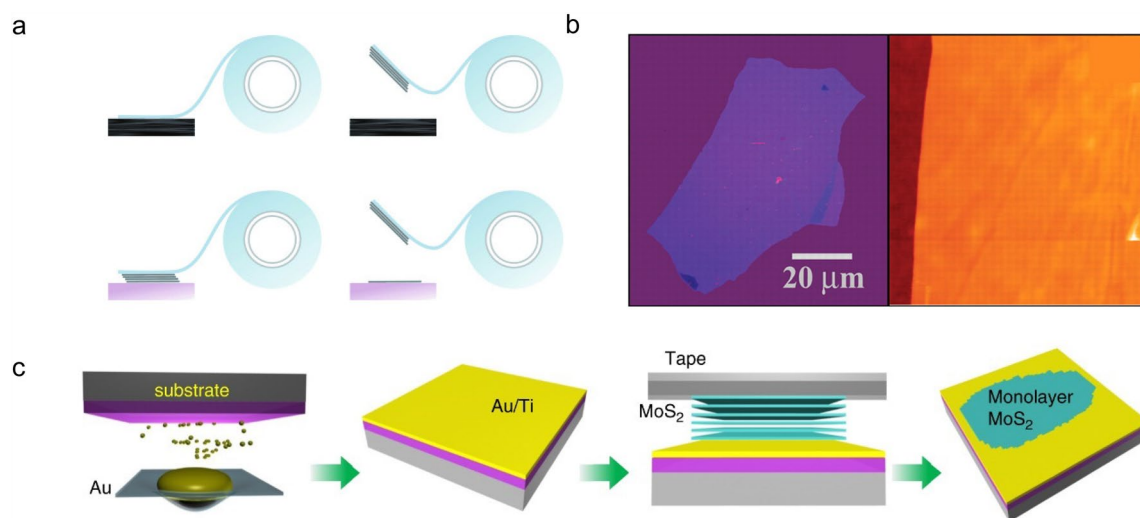 a
b
20 μm
c
substrate
Au
Au/Ti
Tape
MoS₂
Monolayer
MoS₂